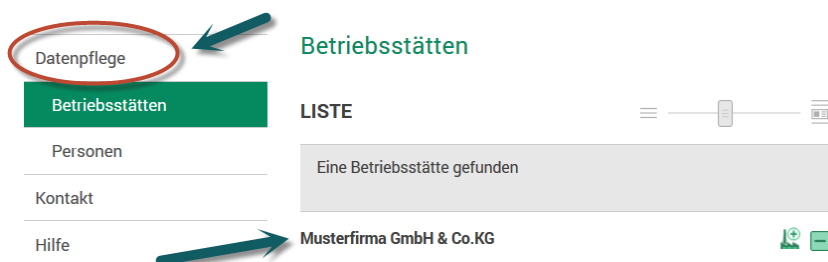 Datenpflege
Betriebsstätten
Personen
Kontakt
Hilfe
Betriebsstätten
LISTE
Eine Betriebsstätte gefunden
Musterfirma GmbH & Co.KG